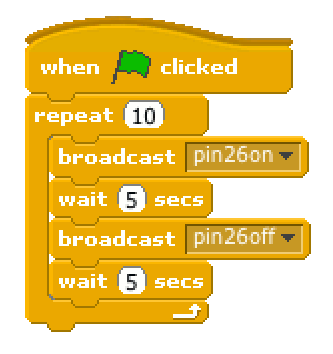 when clicked
repeat 10
broadcast pin26on
wait 5 secs
broadcast pin26off
wait 5 secs